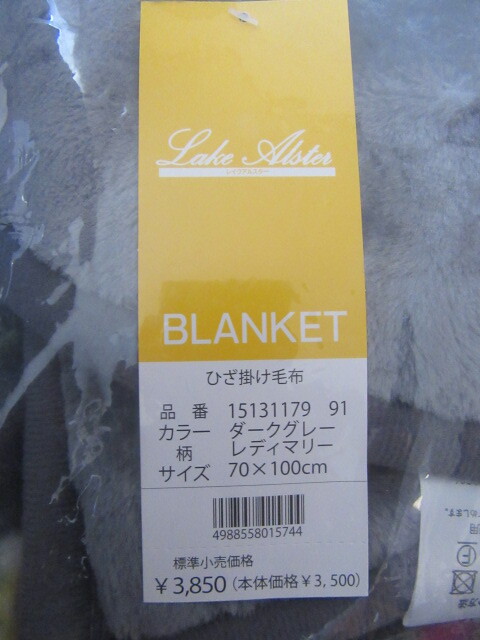 Lake Alster
レイクアルスター
BLANKET
ひざ掛け毛布
品番 15131179 91
カラー ダークグレー
柄 レディマリー
サイズ 70×100cm
4988558015744
標準小売価格
¥3,850(本体価格¥3,500)